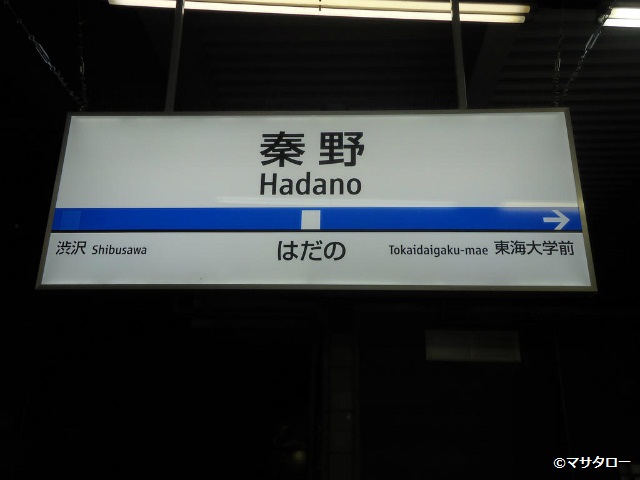 秦野
Hadano
渋沢 Shibusawa
はだの
Tokaidaigaku-mae 東海大学前
©マサタロー